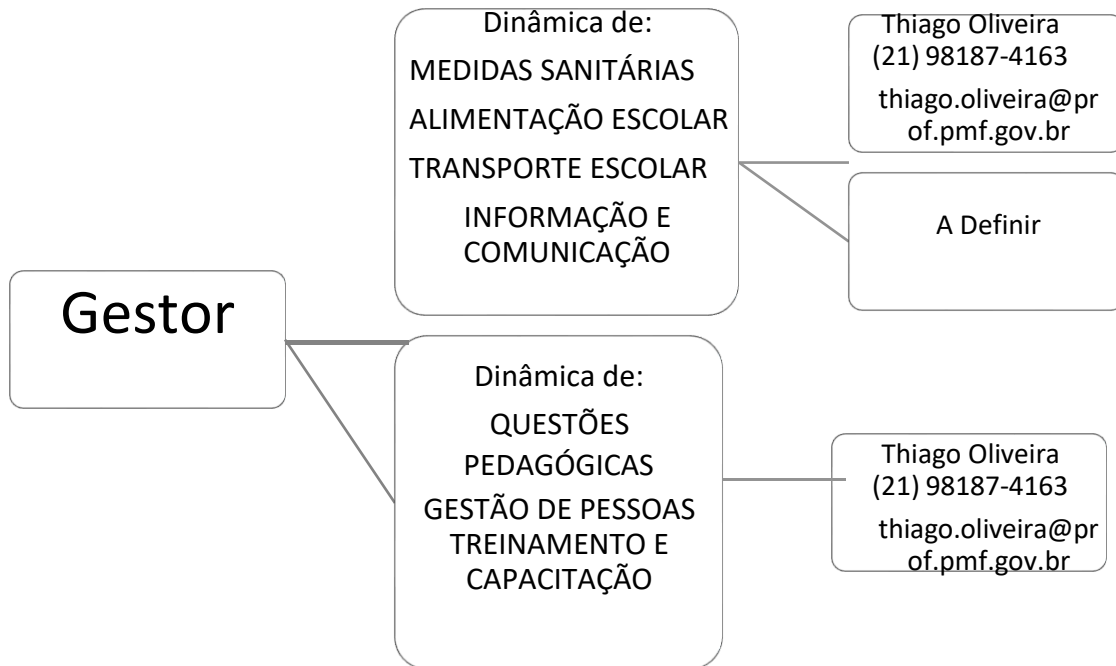 Gestor
Dinâmica de:
MEDIDAS SANITÁRIAS
ALIMENTAÇÃO ESCOLAR
TRANSPORTE ESCOLAR
INFORMAÇÃO E
COMUNICAÇÃO
Thiago Oliveira
(21) 98187-4163
thiago.oliveira@pr
of.pmf.gov.br
A Definir
Dinâmica de:
QUESTÕES
PEDAGÓGICAS
GESTÃO DE PESSOAS
TREINAMENTO E
CAPACITAÇÃO
Thiago Oliveira
(21) 98187-4163
thiago.oliveira@pr
of.pmf.gov.br